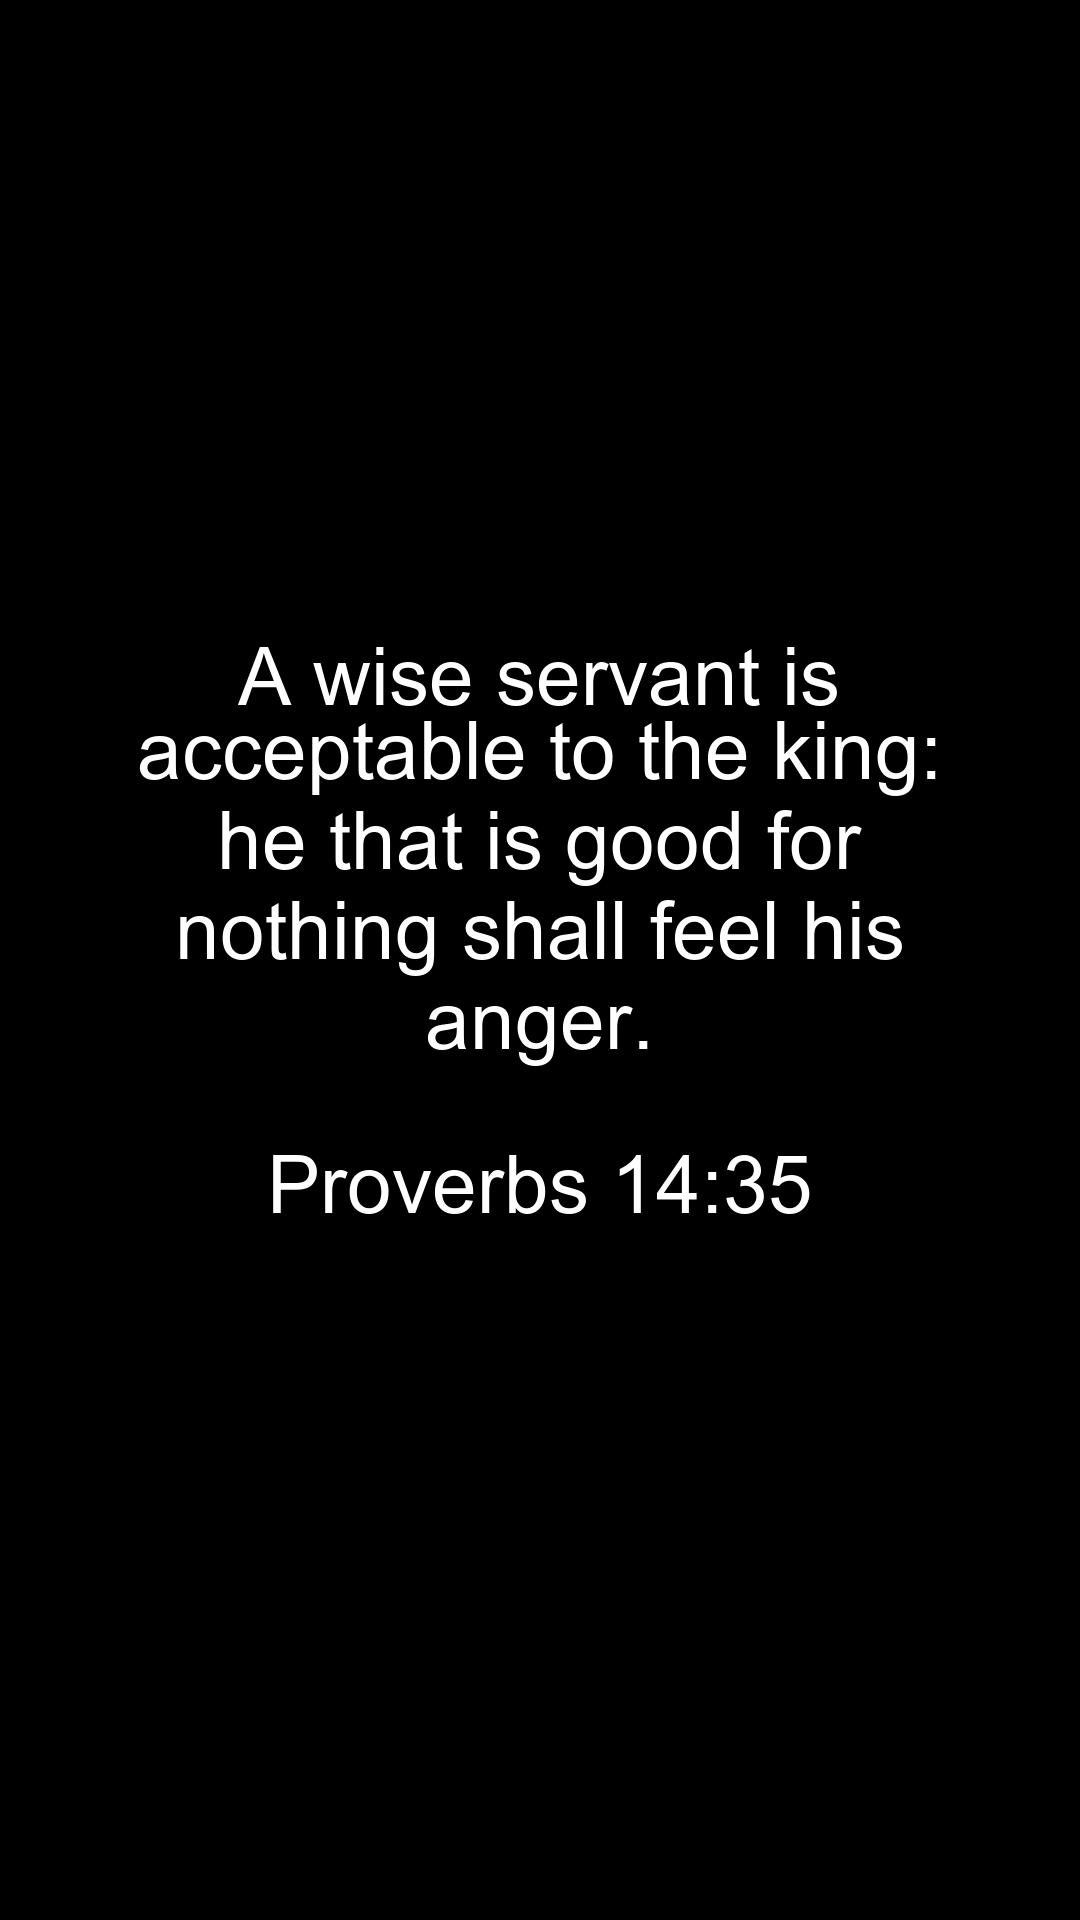 A wise servant is
acceptable to the king:
he that is good for
nothing shall feel his
anger.
Proverbs 14:35